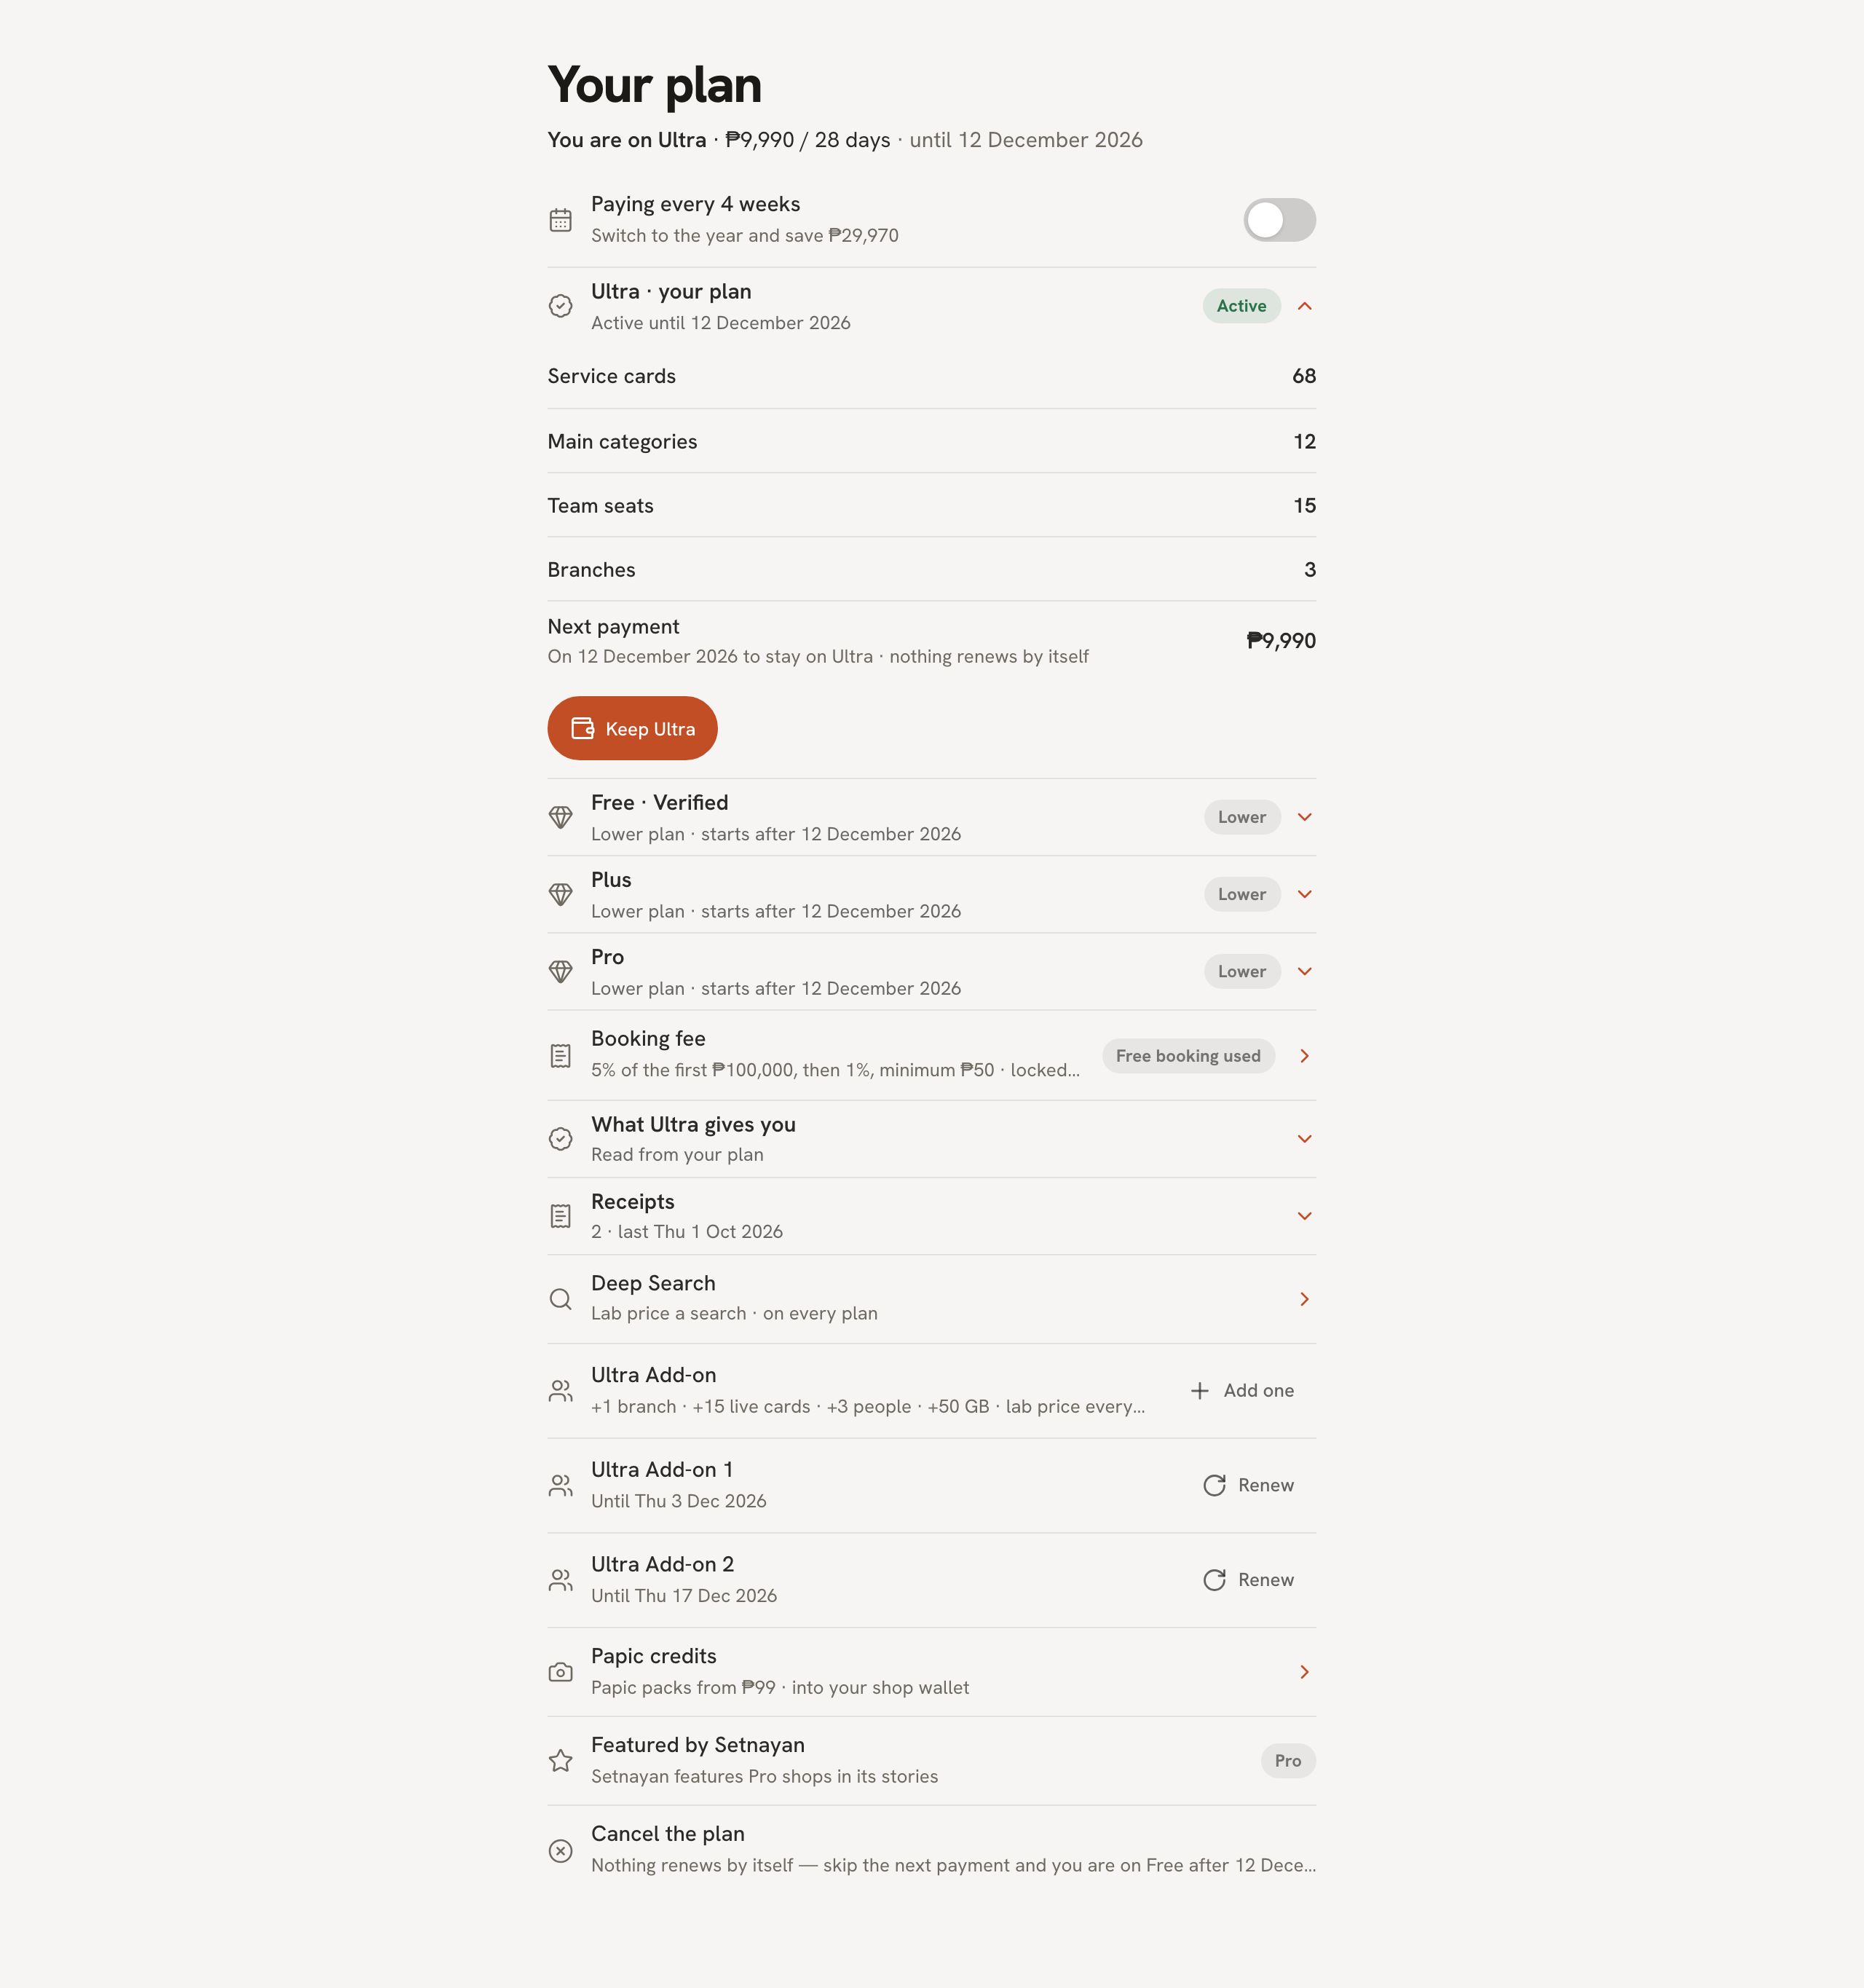 Your plan
You are on Ultra · ₱9,990 / 28 days · until 12 December 2026
Paying every 4 weeks
Switch to the year and save ₱29,970
Ultra · your plan
Active until 12 December 2026
Active
Service cards
68
Main categories
12
Team seats
15
Branches
3
Next payment
On 12 December 2026 to stay on Ultra · nothing renews by itself
₱9,990
Keep Ultra
Free · Verified
Lower plan · starts after 12 December 2026
Lower
Plus
Lower plan · starts after 12 December 2026
Lower
Pro
Lower plan · starts after 12 December 2026
Lower
Booking fee
5% of the first ₱100,000, then 1%, minimum ₱50 · locked...
Free booking used
What Ultra gives you
Read from your plan
Receipts
2 · last Thu 1 Oct 2026
Deep Search
Lab price a search · on every plan
Ultra Add-on
+1 branch · +15 live cards · +3 people · +50 GB · lab price every...
Add one
Ultra Add-on 1
Until Thu 3 Dec 2026
Renew
Ultra Add-on 2
Until Thu 17 Dec 2026
Renew
Papic credits
Papic packs from ₱99 · into your shop wallet
Featured by Setnayan
Setnayan features Pro shops in its stories
Pro
Cancel the plan
Nothing renews by itself — skip the next payment and you are on Free after 12 Dece...